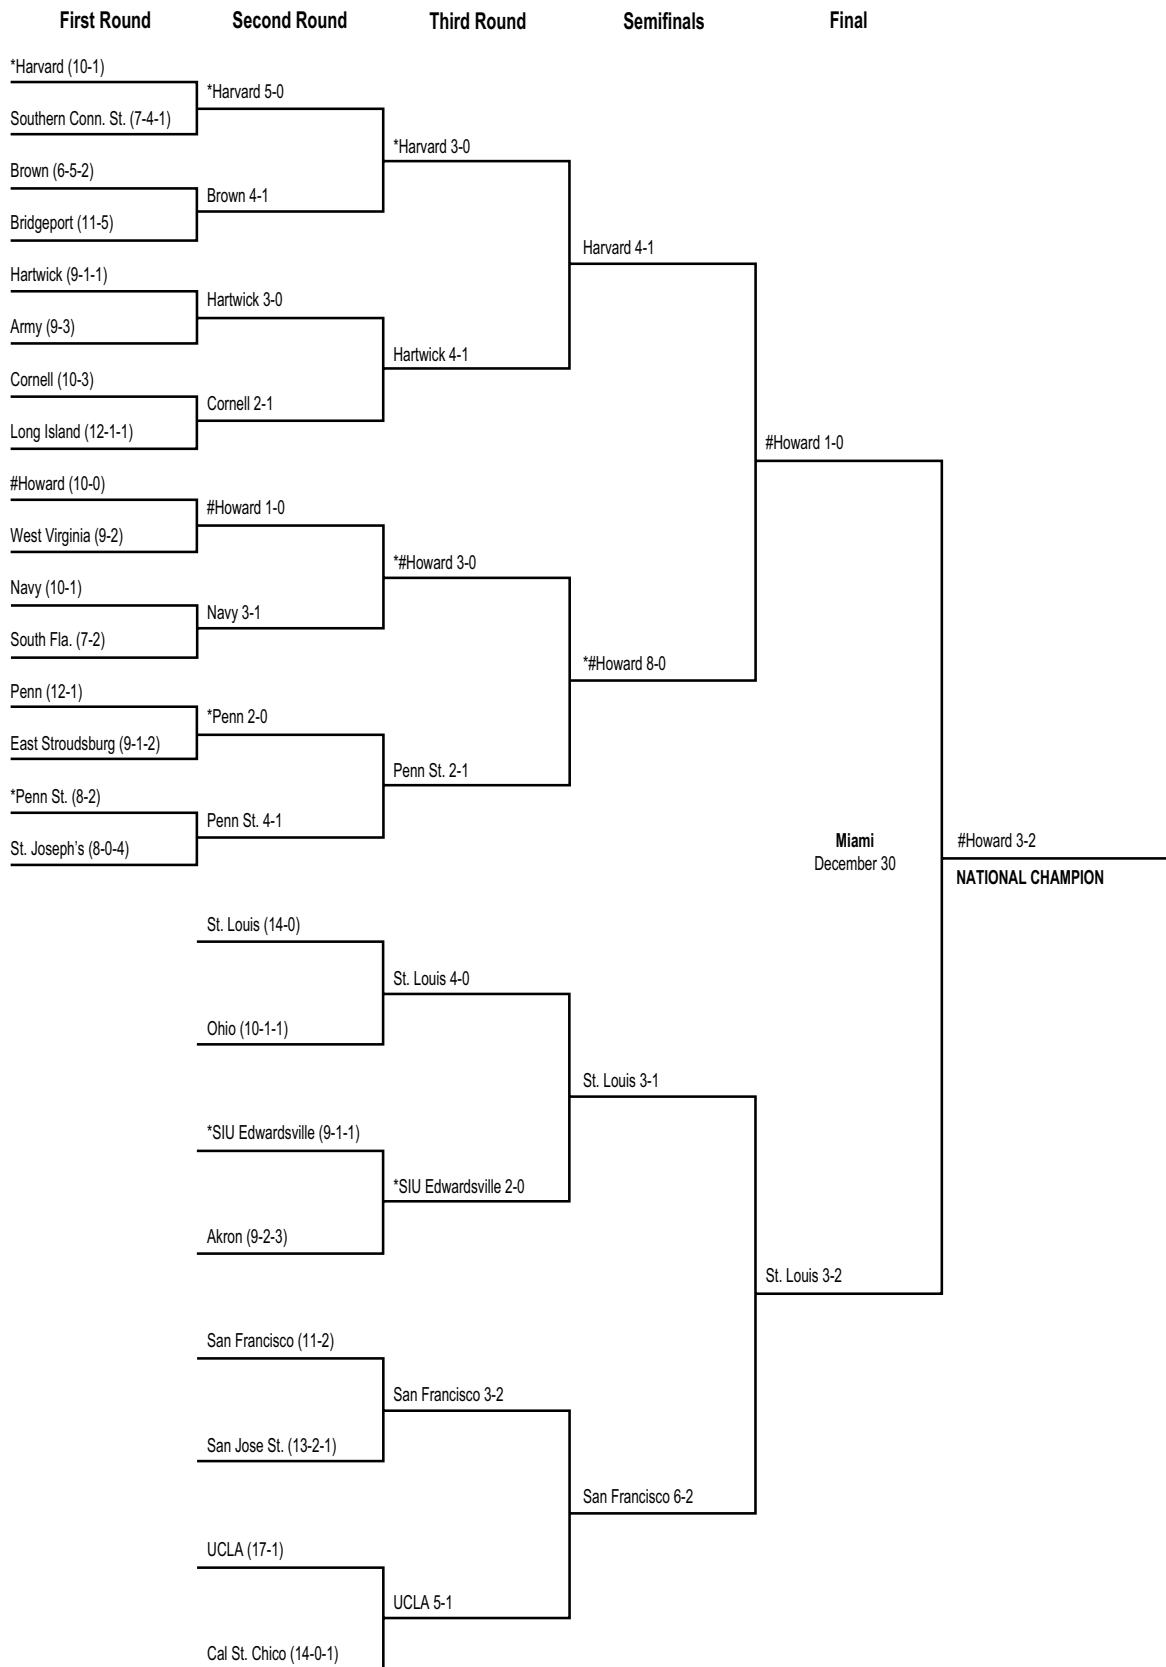 First Round
Second Round
Third Round
Semifinals
Final
*Harvard (10-1)
Southern Conn. St. (7-4-1)
Brown (6-5-2)
Bridgeport (11-5)
Hartwick (9-1-1)
Army (9-3)
Cornell (10-3)
Long Island (12-1-1)
#Howard (10-0)
West Virginia (9-2)
Navy (10-1)
South Fla. (7-2)
Penn (12-1)
East Stroudsburg (9-1-2)
*Penn St. (8-2)
St. Joseph's (8-0-4)
*Harvard 5-0
Brown 4-1
Hartwick 3-0
Cornell 2-1
#Howard 1-0
Navy 3-1
*Penn 2-0
Penn St. 4-1
St. Louis (14-0)
Ohio (10-1-1)
*SIU Edwardsville (9-1-1)
Akron (9-2-3)
San Francisco (11-2)
San Jose St. (13-2-1)
UCLA (17-1)
Cal St. Chico (14-0-1)
*Harvard 3-0
Hartwick 4-1
*#Howard 3-0
Penn St. 2-1
St. Louis 4-0
*SIU Edwardsville 2-0
San Francisco 3-2
UCLA 5-1
Harvard 4-1
*#Howard 8-0
St. Louis 3-1
San Francisco 6-2
#Howard 1-0
St. Louis 3-2
Miami
December 30
#Howard 3-2
NATIONAL CHAMPION